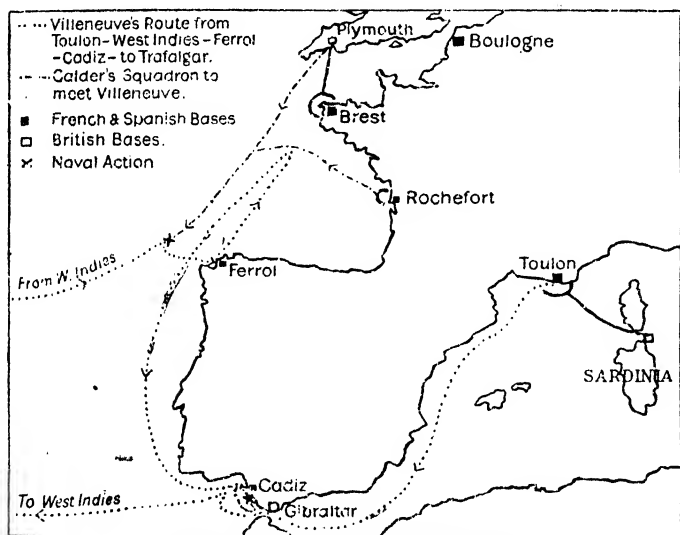 Villeneuve's Route from
Toulon-West Indies-Ferrol
-Cadiz-to Trafalgar.
Calder's Squadron to
meet Villeneuve.
French & Spanish Bases
British Bases.
Naval Action
Plymouth
Boulogne
Brest
Rochefort
From W. Indies
Ferrol
Toulon
SARDINIA
Cadiz
To West Indies
Gibraltar